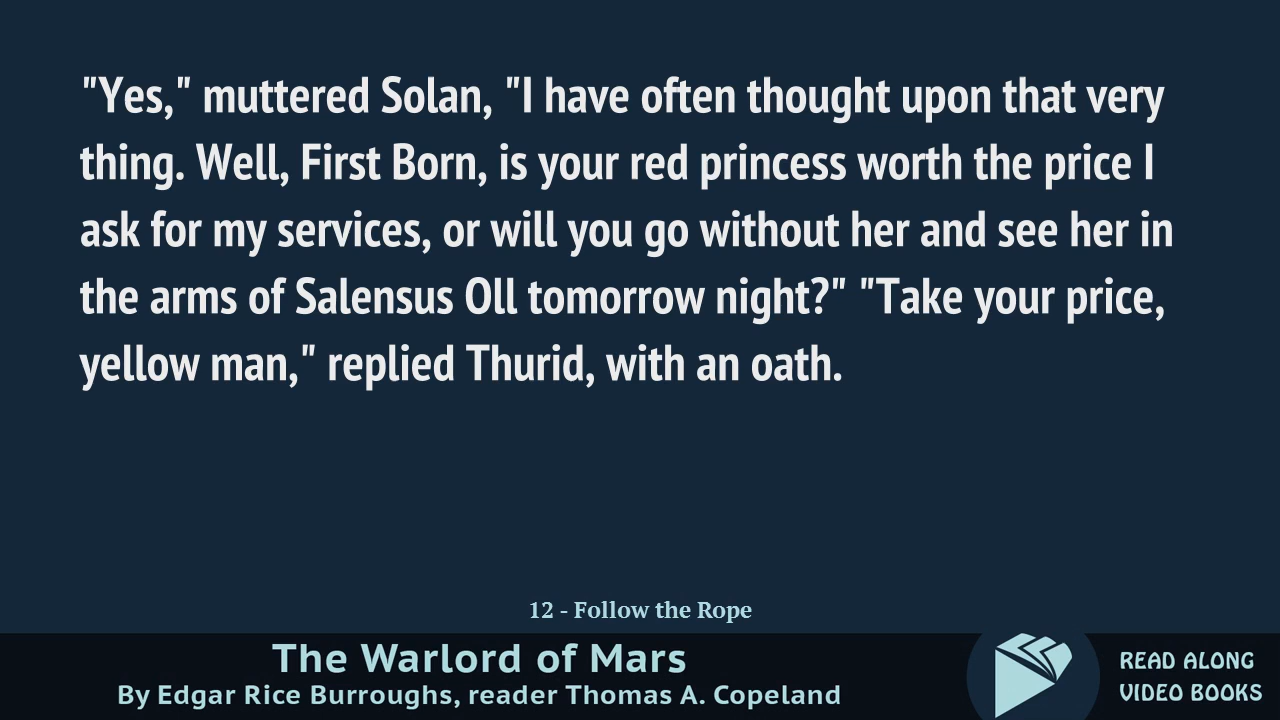 "Yes," muttered Solan, "I have often thought upon that very
thing. Well, First Born, is your red princess worth the price I
ask for my services, or will you go without her and see her in
the arms of Salensus Oll tomorrow night?" "Take your price,
yellow man," replied Thurid, with an oath.
12 - Follow the Rope
The Warlord of Mars
By Edgar Rice Burroughs, reader Thomas A. Copeland
READ ALONG
VIDEO BOOKS